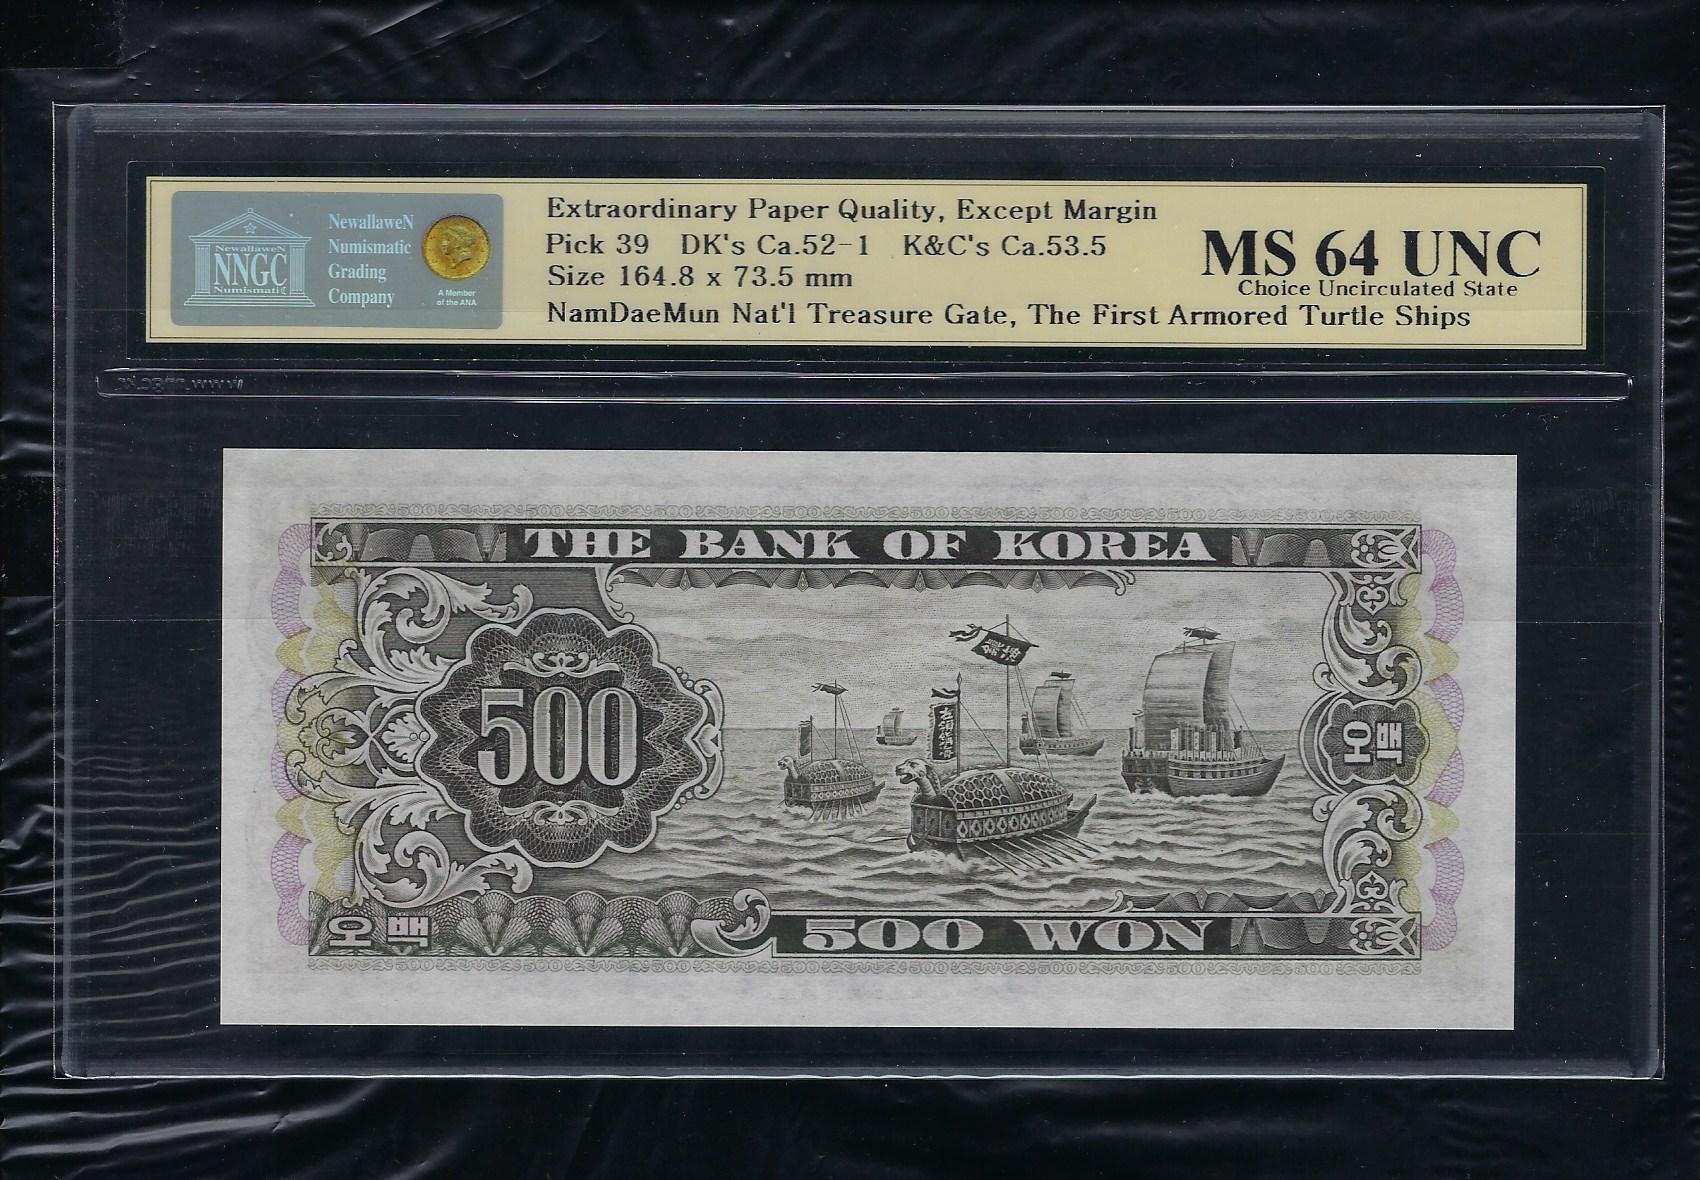 NewallaweN
Numismatic
Grading
Company
NewallaweN
NNGC
Numismati
A Member
of the ANA
Extraordinary Paper Quality, Except Margin
Pick 39 DK's Ca.52-1 K&C's Ca.53.5
Size 164.8 x 73.5 mm
NamDaeMun Nat'l Treasure Gate, The First Armored Turtle Ships
MS 64 UNC
Choice Uncirculated State
THE BANK OF KOREA
500
오백
오백
500 WON